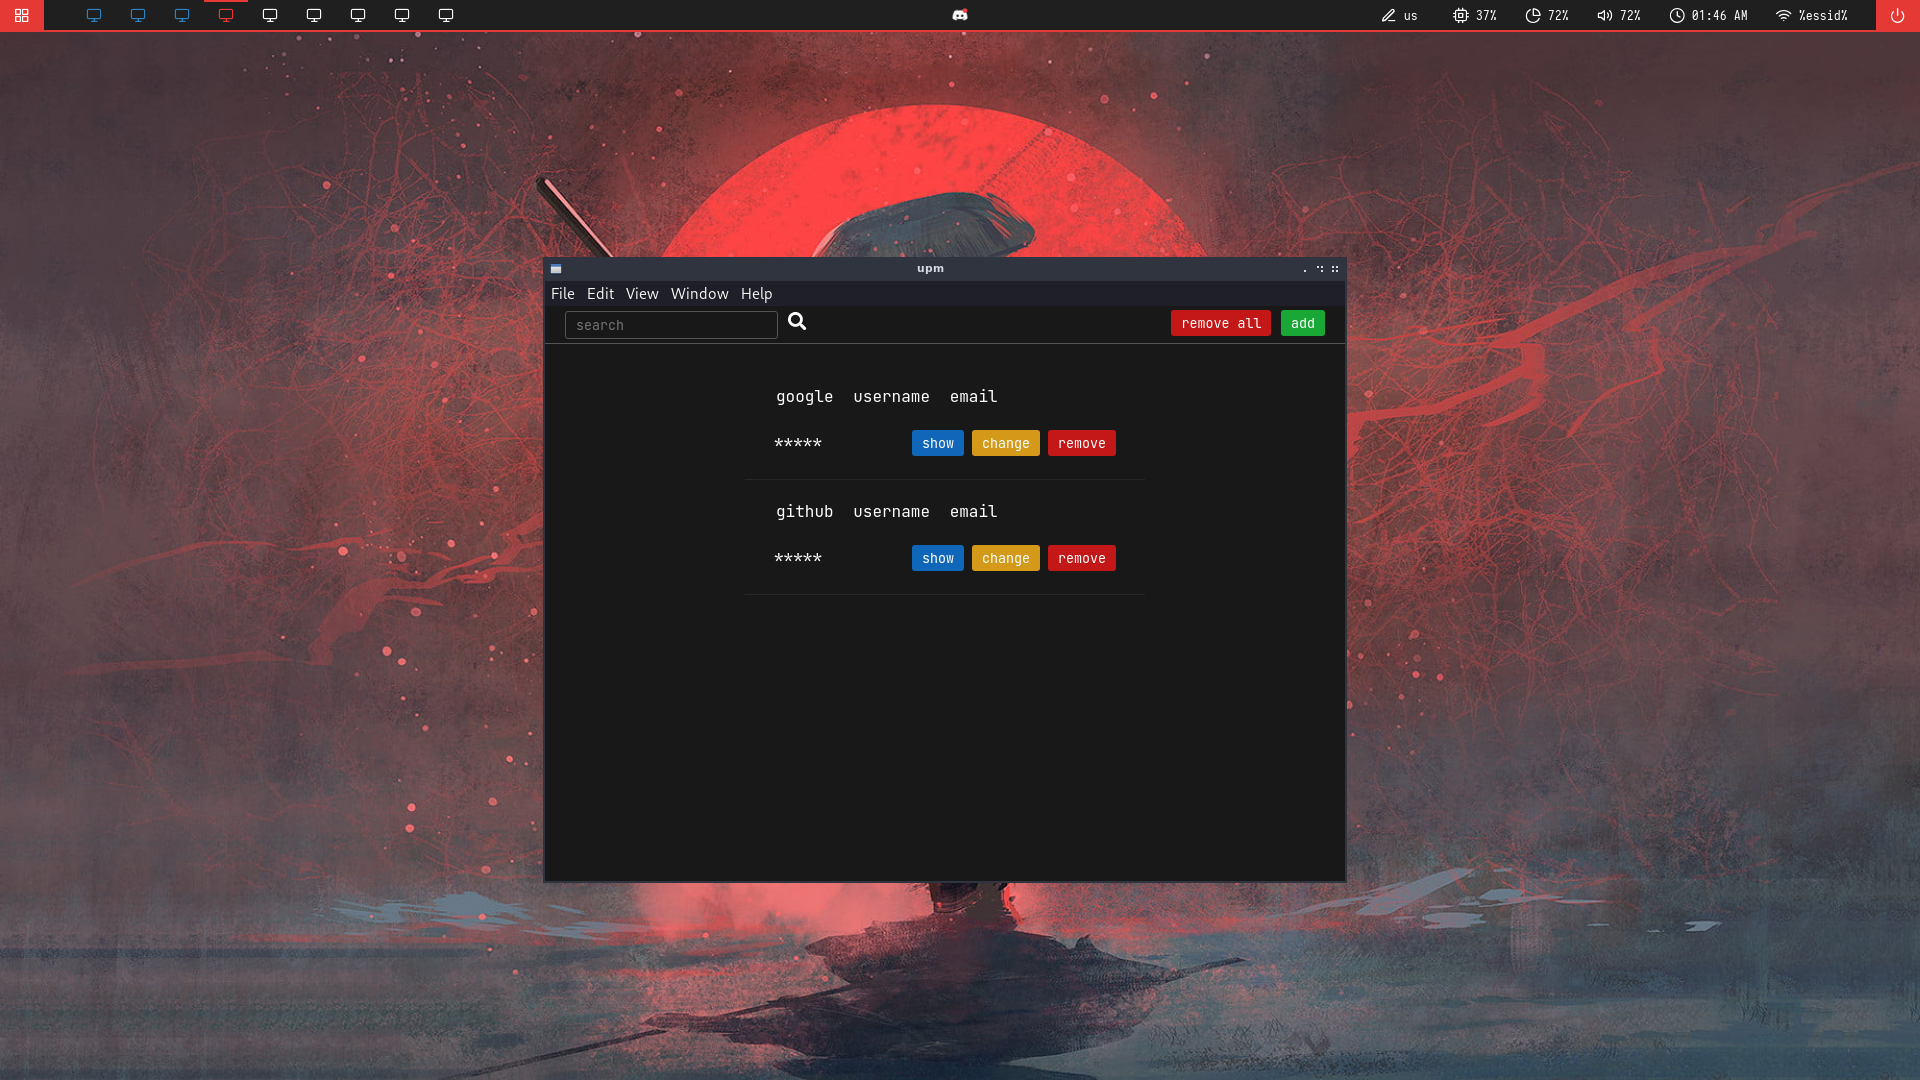 us 37% 72% 72% 01:46 AM %essid%
upm
File Edit View Window Help
search remove all add
google username email
***** show change remove
github username email
***** show change remove